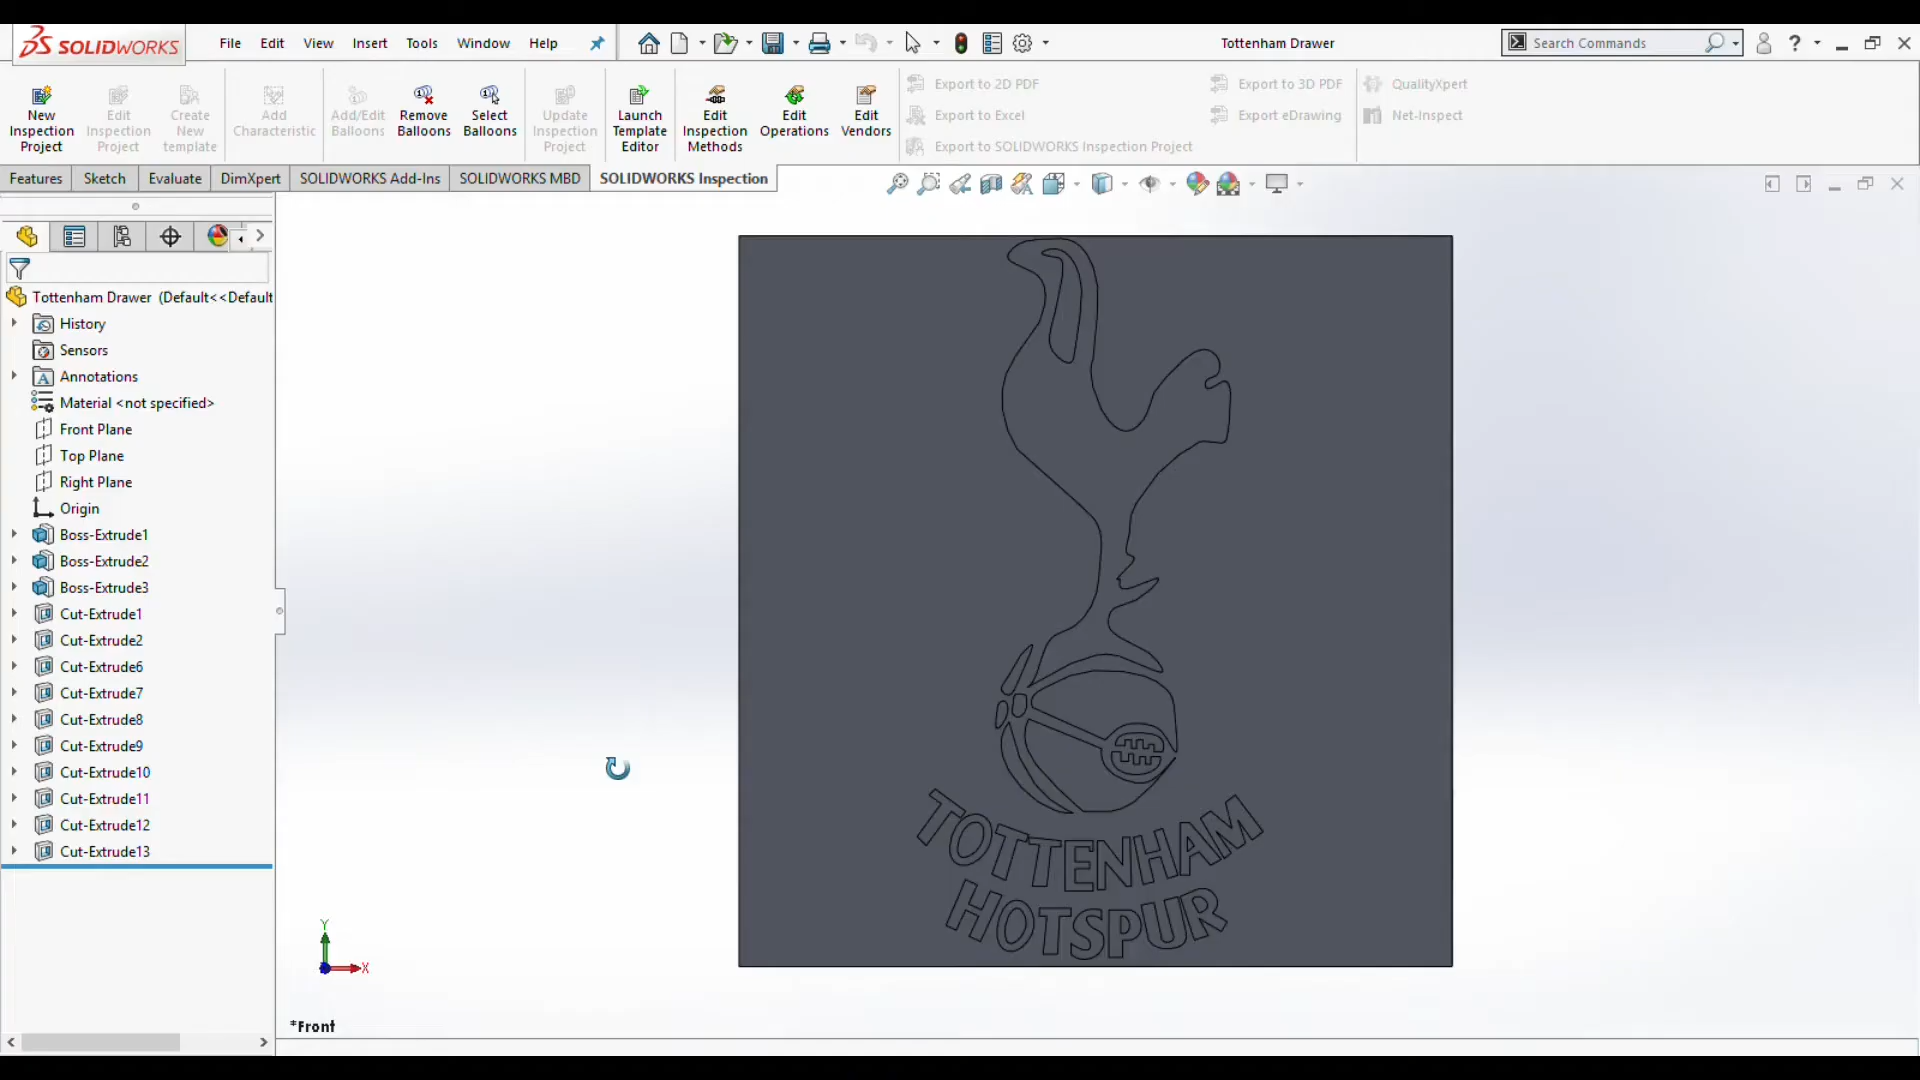 SOLIDWORKS File Edit View Insert Tools Window Help Tottenham Drawer Search Commands
New Inspection Project
Edit Inspection Project
Create New template
Add Characteristic
Add/Edit Balloons
Remove Balloons
Select Balloons
Update Inspection Project
Launch Template Editor
Edit Inspection Methods
Edit Operations
Edit Vendors
Export to 2D PDF
Export to Excel
Export to SOLIDWORKS Inspection Project
Export to 3D PDF
Export eDrawing
QualityXpert
Net-Inspect
Features Sketch Evaluate DimXpert SOLIDWORKS Add-Ins SOLIDWORKS MBD SOLIDWORKS Inspection
Tottenham Drawer (Default<<Default
History
Sensors
Annotations
Material <not specified>
Front Plane
Top Plane
Right Plane
Origin
Boss-Extrude1
Boss-Extrude2
Boss-Extrude3
Cut-Extrude1
Cut-Extrude2
Cut-Extrude6
Cut-Extrude7
Cut-Extrude8
Cut-Extrude9
Cut-Extrude10
Cut-Extrude11
Cut-Extrude12
Cut-Extrude13
TOTTENHAM
HOTSPUR
Y
X
*Front